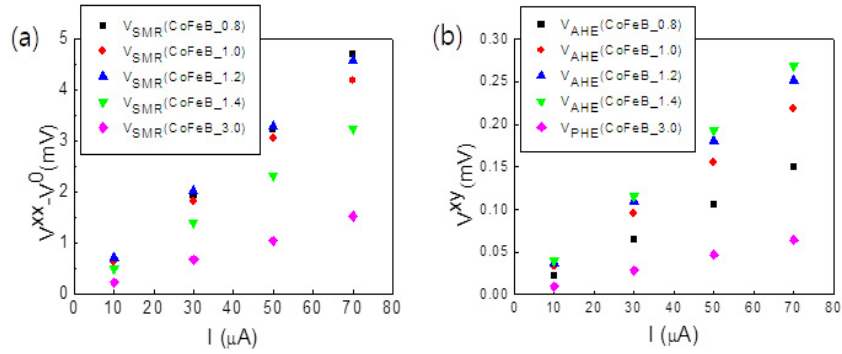 (a)
V_SMR(CoFeB_0.8)
V_SMR(CoFeB_1.0)
V_SMR(CoFeB_1.2)
V_SMR(CoFeB_1.4)
V_SMR(CoFeB_3.0)
5
4
3
2
1
0
V^xx-V^0(mV)
0 10 20 30 40 50 60 70 80
I (μA)
(b)
V_AHE(CoFeB_0.8)
V_AHE(CoFeB_1.0)
V_AHE(CoFeB_1.2)
V_AHE(CoFeB_1.4)
V_PHE(CoFeB_3.0)
0.30
0.25
0.20
0.15
0.10
0.05
0.00
V^xy(mV)
0 10 20 30 40 50 60 70 80
I (μA)